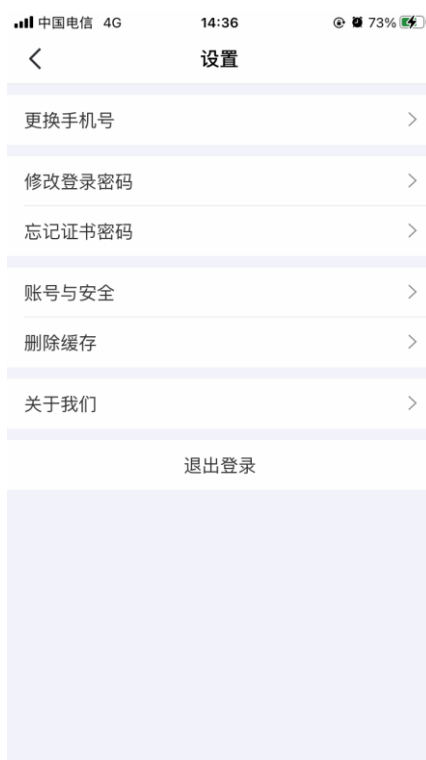 中国电信 4G 14:36 73%
设置
更换手机号
修改登录密码
忘记证书密码
账号与安全
删除缓存
关于我们
退出登录